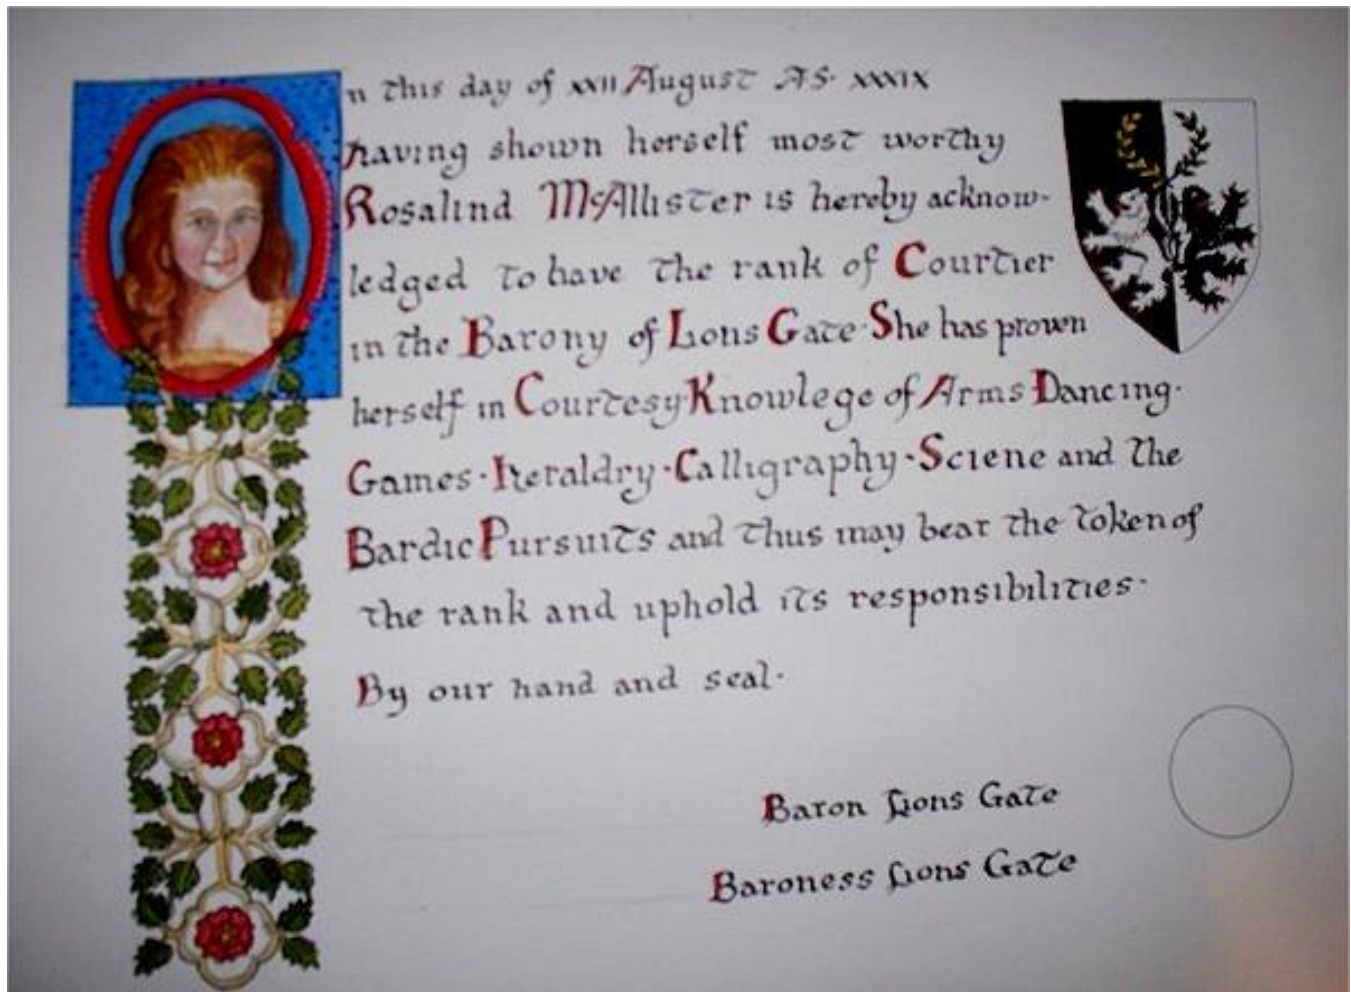 On this day of xxii August AS· xxxix
having shown herself most worthy
Rosalind McAllister is hereby acknow-
ledged to have the rank of Courtier
in the Barony of Lions Gate·She has proven
herself in Courtesy·Knowlege of Arms Dancing·
Games·Heraldry·Calligraphy·Sciene and the
Bardic Pursuits and thus may bear the token of
the rank and uphold its responsibilities·
By our hand and seal·
Baron Lions Gate
Baroness Lions Gate